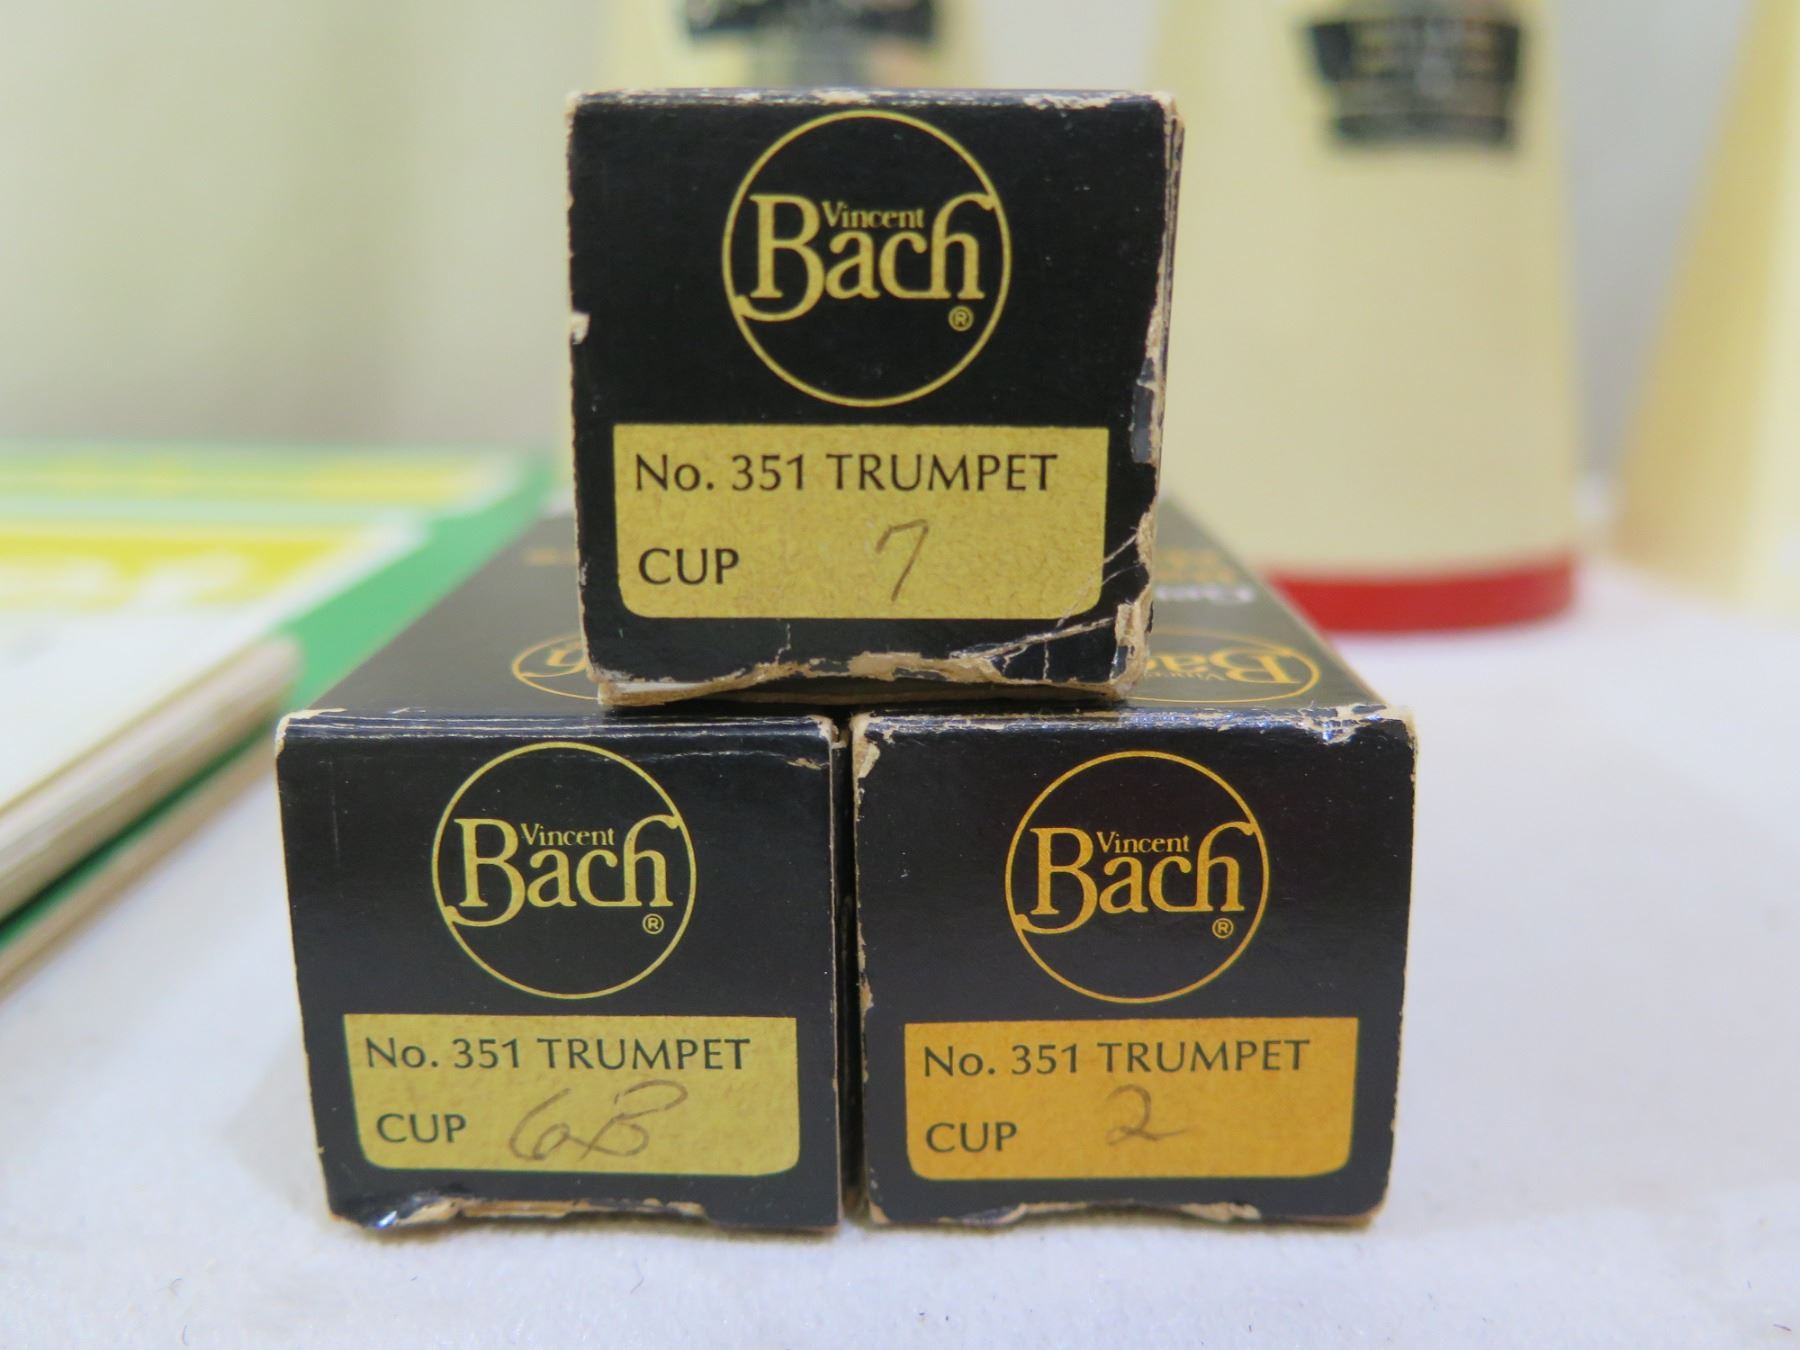 Vincent
Bach
®
No. 351 TRUMPET
CUP 7
Vincent
Bach
®
No. 351 TRUMPET
CUP 6B
Vincent
Bach
®
No. 351 TRUMPET
CUP 2